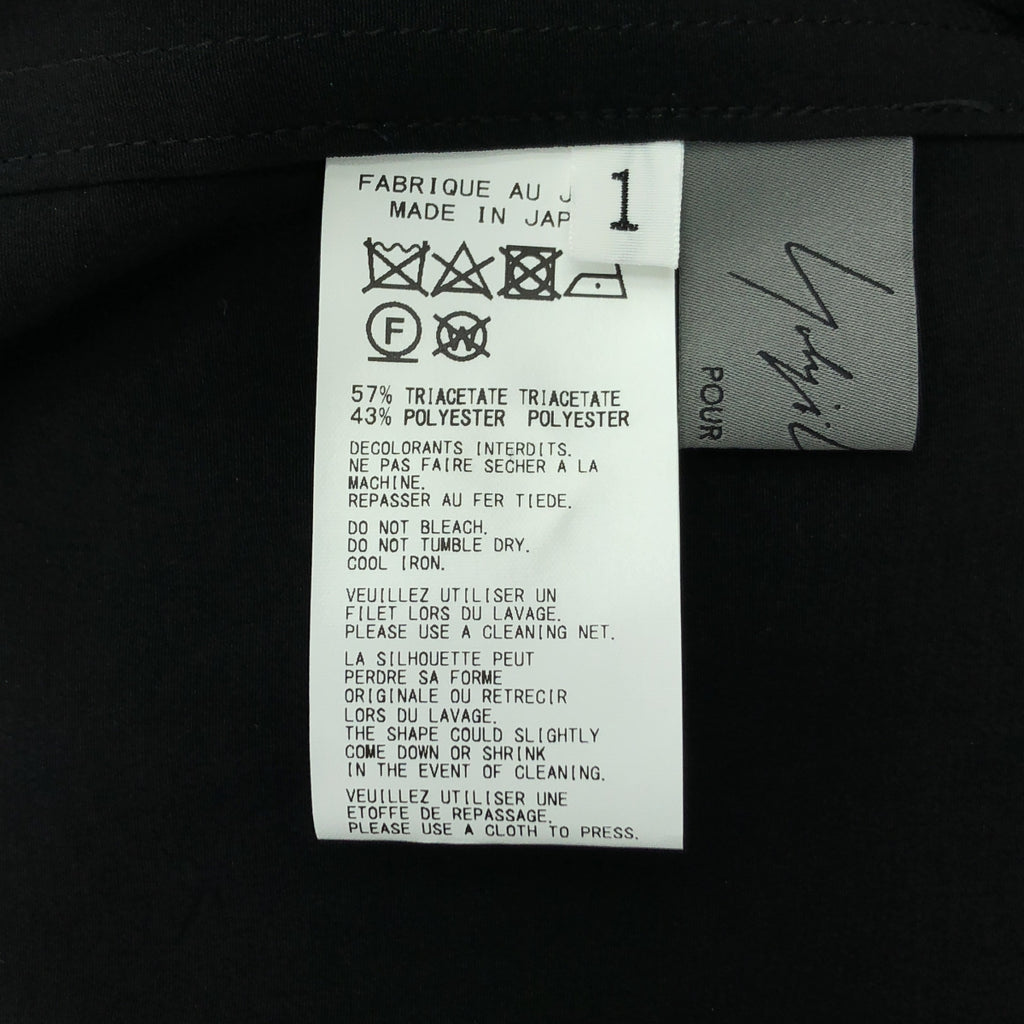 FABRIQUE AU J
MADE IN JAP
1
F
W
57% TRIACETATE TRIACETATE
43% POLYESTER POLYESTER
DECOLORANTS INTERDITS.
NE PAS FAIRE SECHER A LA
MACHINE.
REPASSER AU FER TIEDE.
DO NOT BLEACH.
DO NOT TUMBLE DRY.
COOL IRON.
VEUILLEZ UTILISER UN
FILET LORS DU LAVAGE.
PLEASE USE A CLEANING NET.
LA SILHOUETTE PEUT
PERDRE SA FORME
ORIGINALE OU RETRECIR
LORS DU LAVAGE.
THE SHAPE COULD SLIGHTLY
COME DOWN OR SHRINK
IN THE EVENT OF CLEANING.
VEUILLEZ UTILISER UNE
ETOFFE DE REPASSAGE.
PLEASE USE A CLOTH TO PRESS.
Yohji
POUR